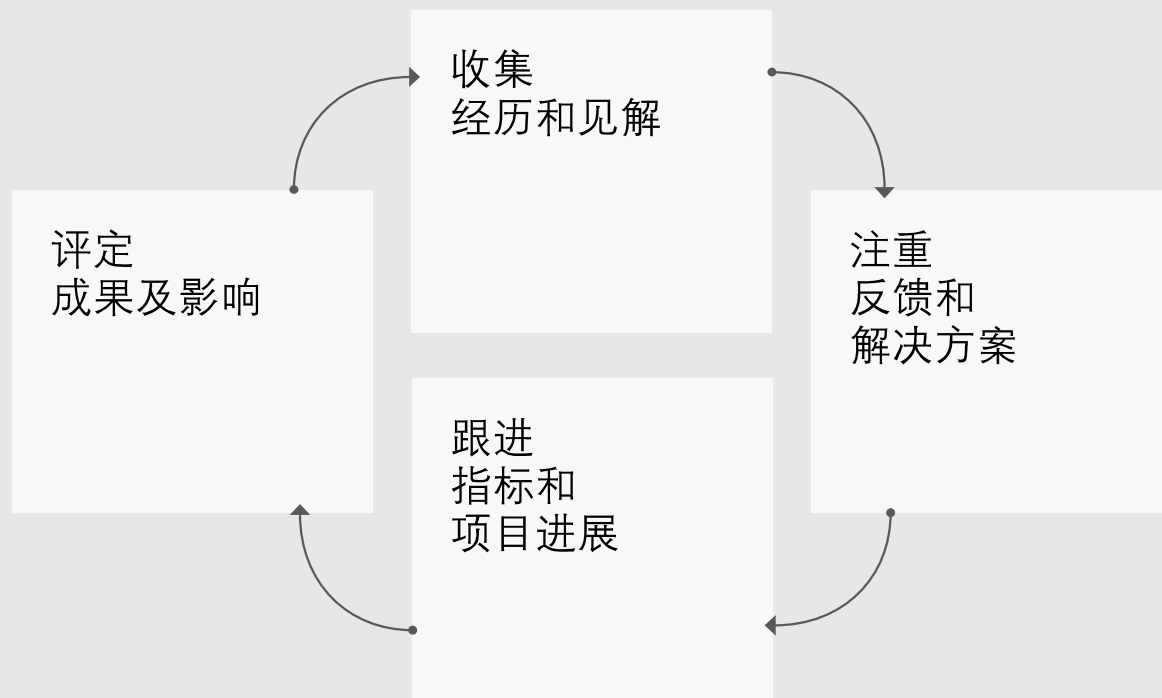 收集
经历和见解
评定
成果及影响
注重
反馈和
解决方案
跟进
指标和
项目进展